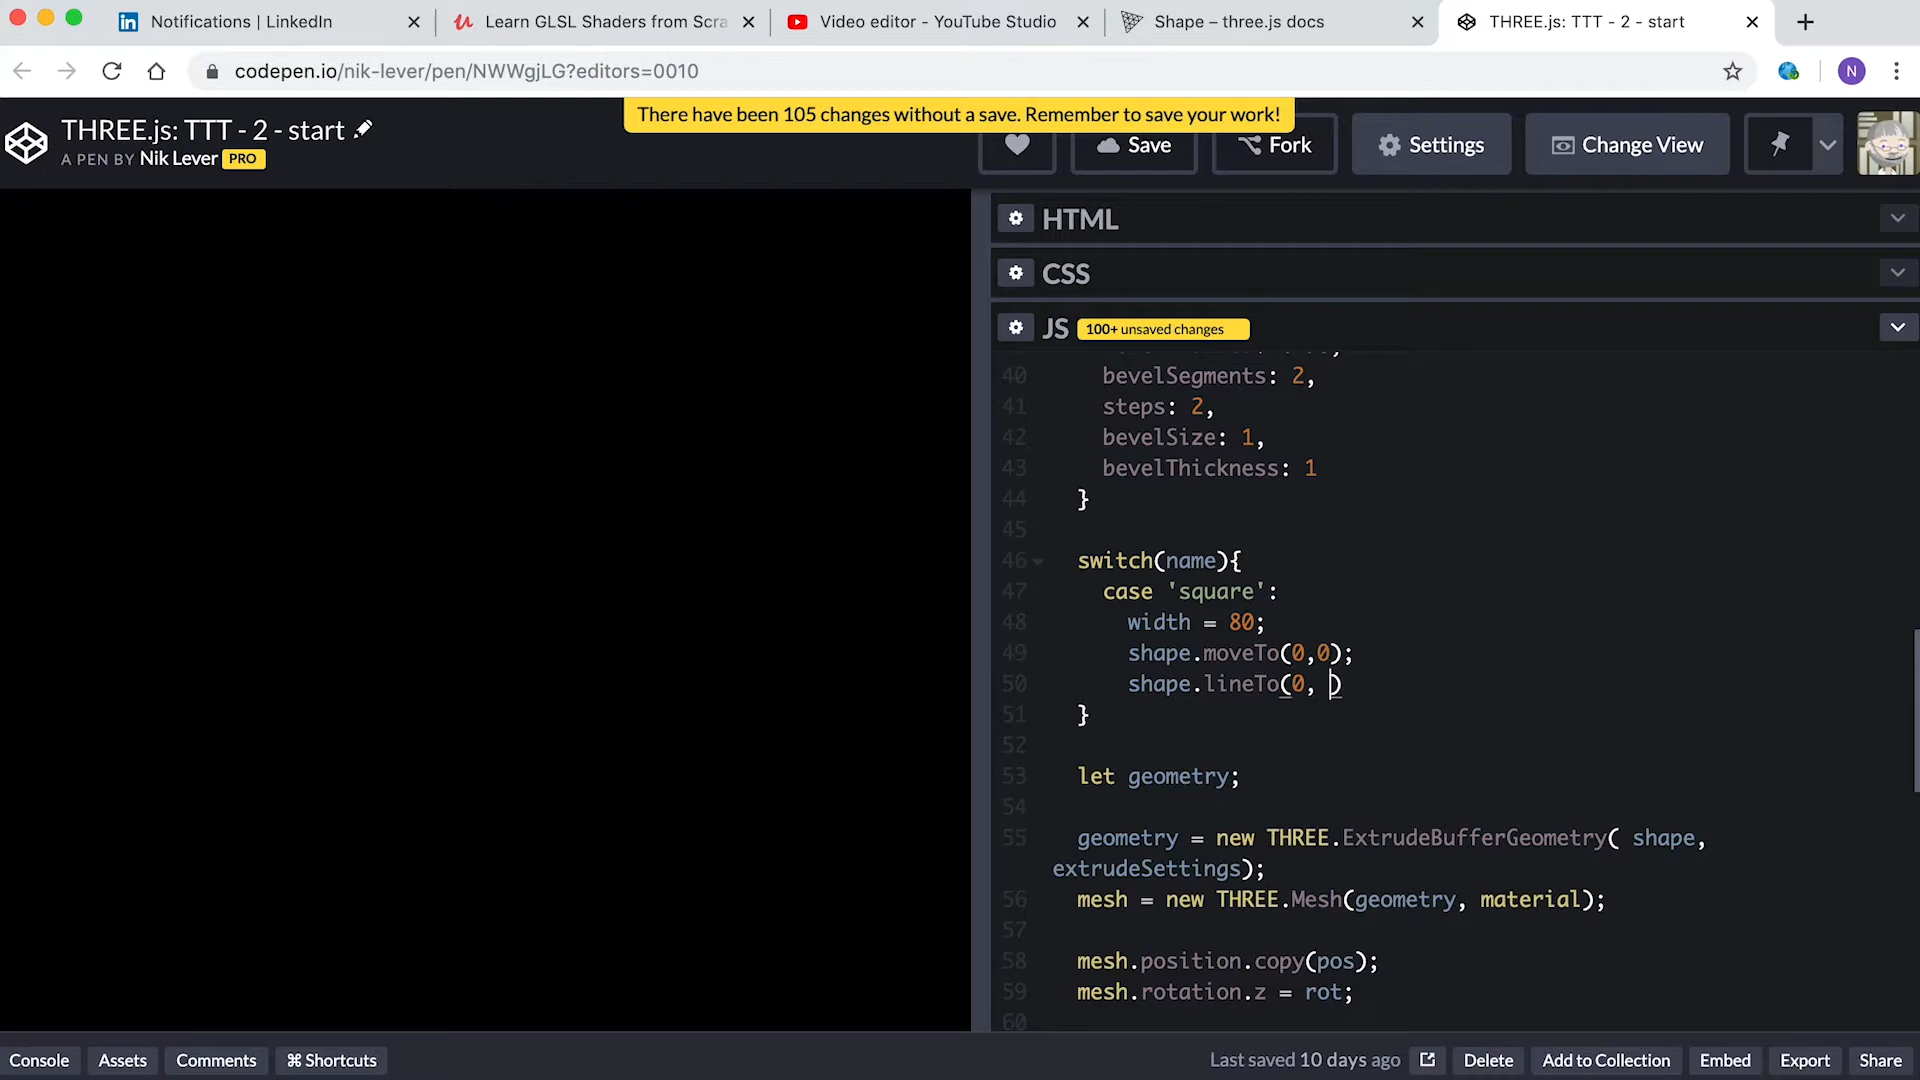 Notifications | LinkedIn
Learn GLSL Shaders from Scra
Video editor - YouTube Studio
Shape – three.js docs
THREE.js: TTT - 2 - start
codepen.io/nik-lever/pen/NWWgjLG?editors=0010
N
There have been 105 changes without a save. Remember to save your work!
THREE.js: TTT - 2 - start
A PEN BY Nik Lever PRO
Save
Fork
Settings
Change View
HTML
CSS
JS 100+ unsaved changes
40 bevelSegments: 2,
41 steps: 2,
42 bevelSize: 1,
43 bevelThickness: 1
44 }
45
46 switch(name){
47 case 'square':
48 width = 80;
49 shape.moveTo(0,0);
50 shape.lineTo(0, )
51 }
52
53 let geometry;
54
55 geometry = new THREE.ExtrudeBufferGeometry( shape,
extrudeSettings);
56 mesh = new THREE.Mesh(geometry, material);
57
58 mesh.position.copy(pos);
59 mesh.rotation.z = rot;
60
Console
Assets
Comments
⌘ Shortcuts
Last saved 10 days ago
Delete
Add to Collection
Embed
Export
Share